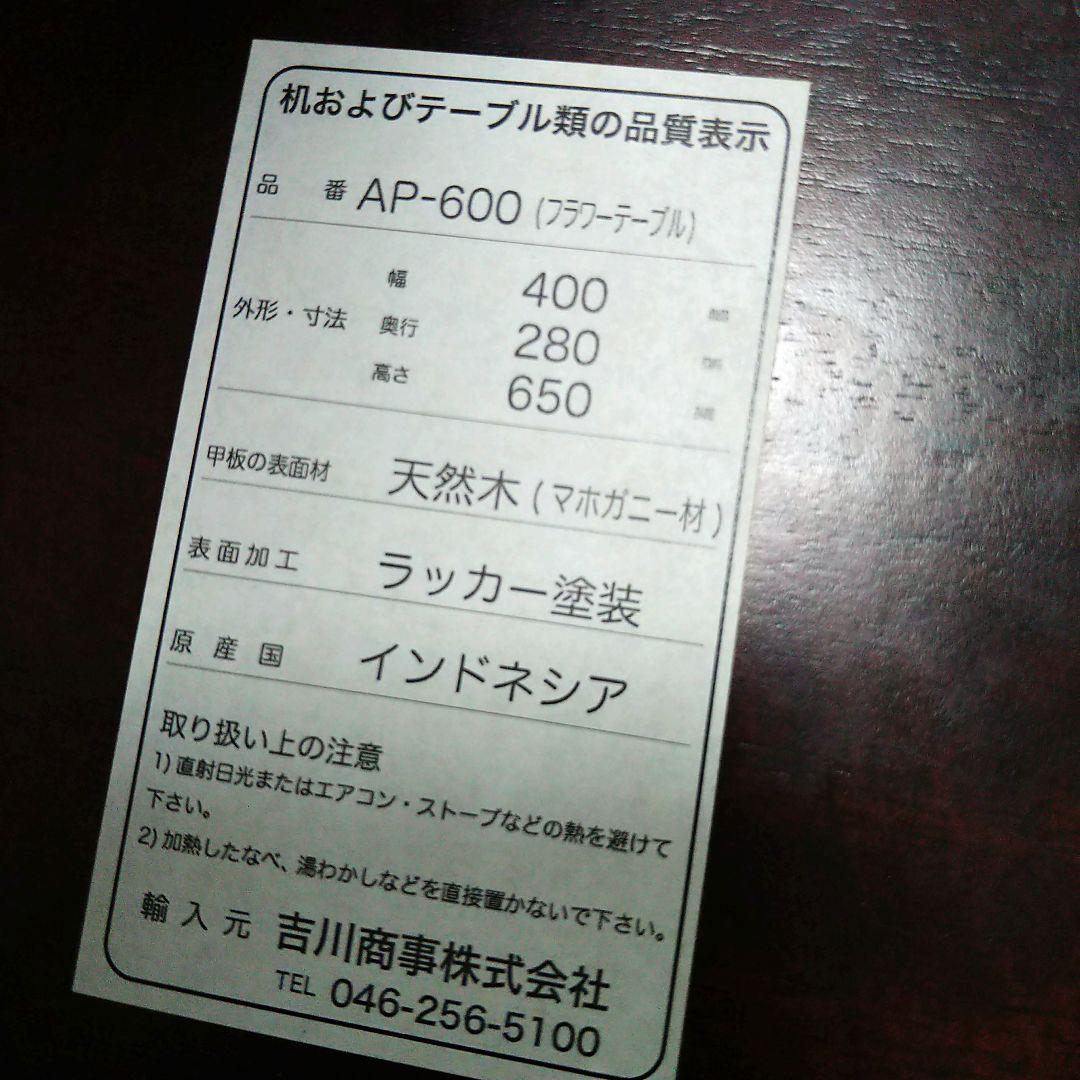 机およびテーブル類の品質表示
品番 AP-600 (フラワーテーブル)
外形・寸法
幅 400 mm
奥行 280 mm
高さ 650 mm
甲板の表面材 天然木 (マホガニー材)
表面加工 ラッカー塗装
原産国 インドネシア
取り扱い上の注意
1) 直射日光またはエアコン・ストーブなどの熱を避けて
下さい。
2) 加熱したなべ、湯わかしなどを直接置かないで下さい。
輸入元 吉川商事株式会社
TEL 046-256-5100